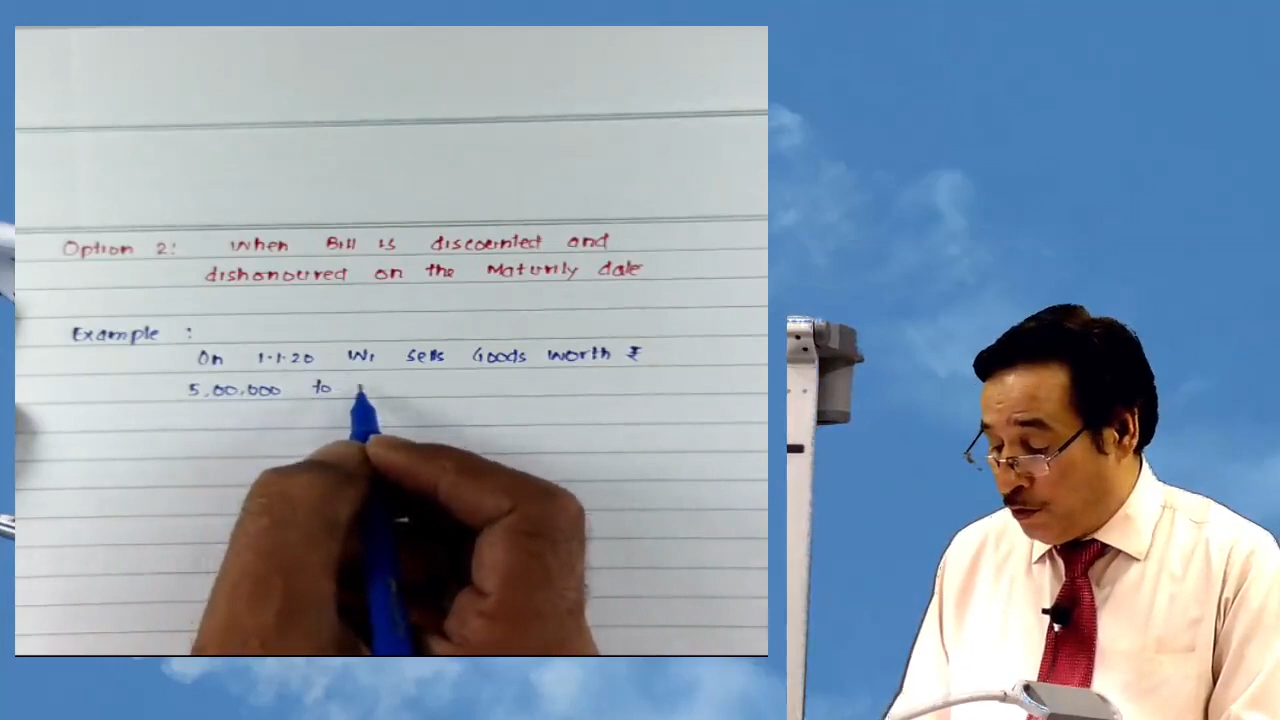 Option 2: When Bill is discounted and
dishonoured on the Maturity date
Example :
On 1.1.20 W1 sells Goods worth ₹
5,00,000 to